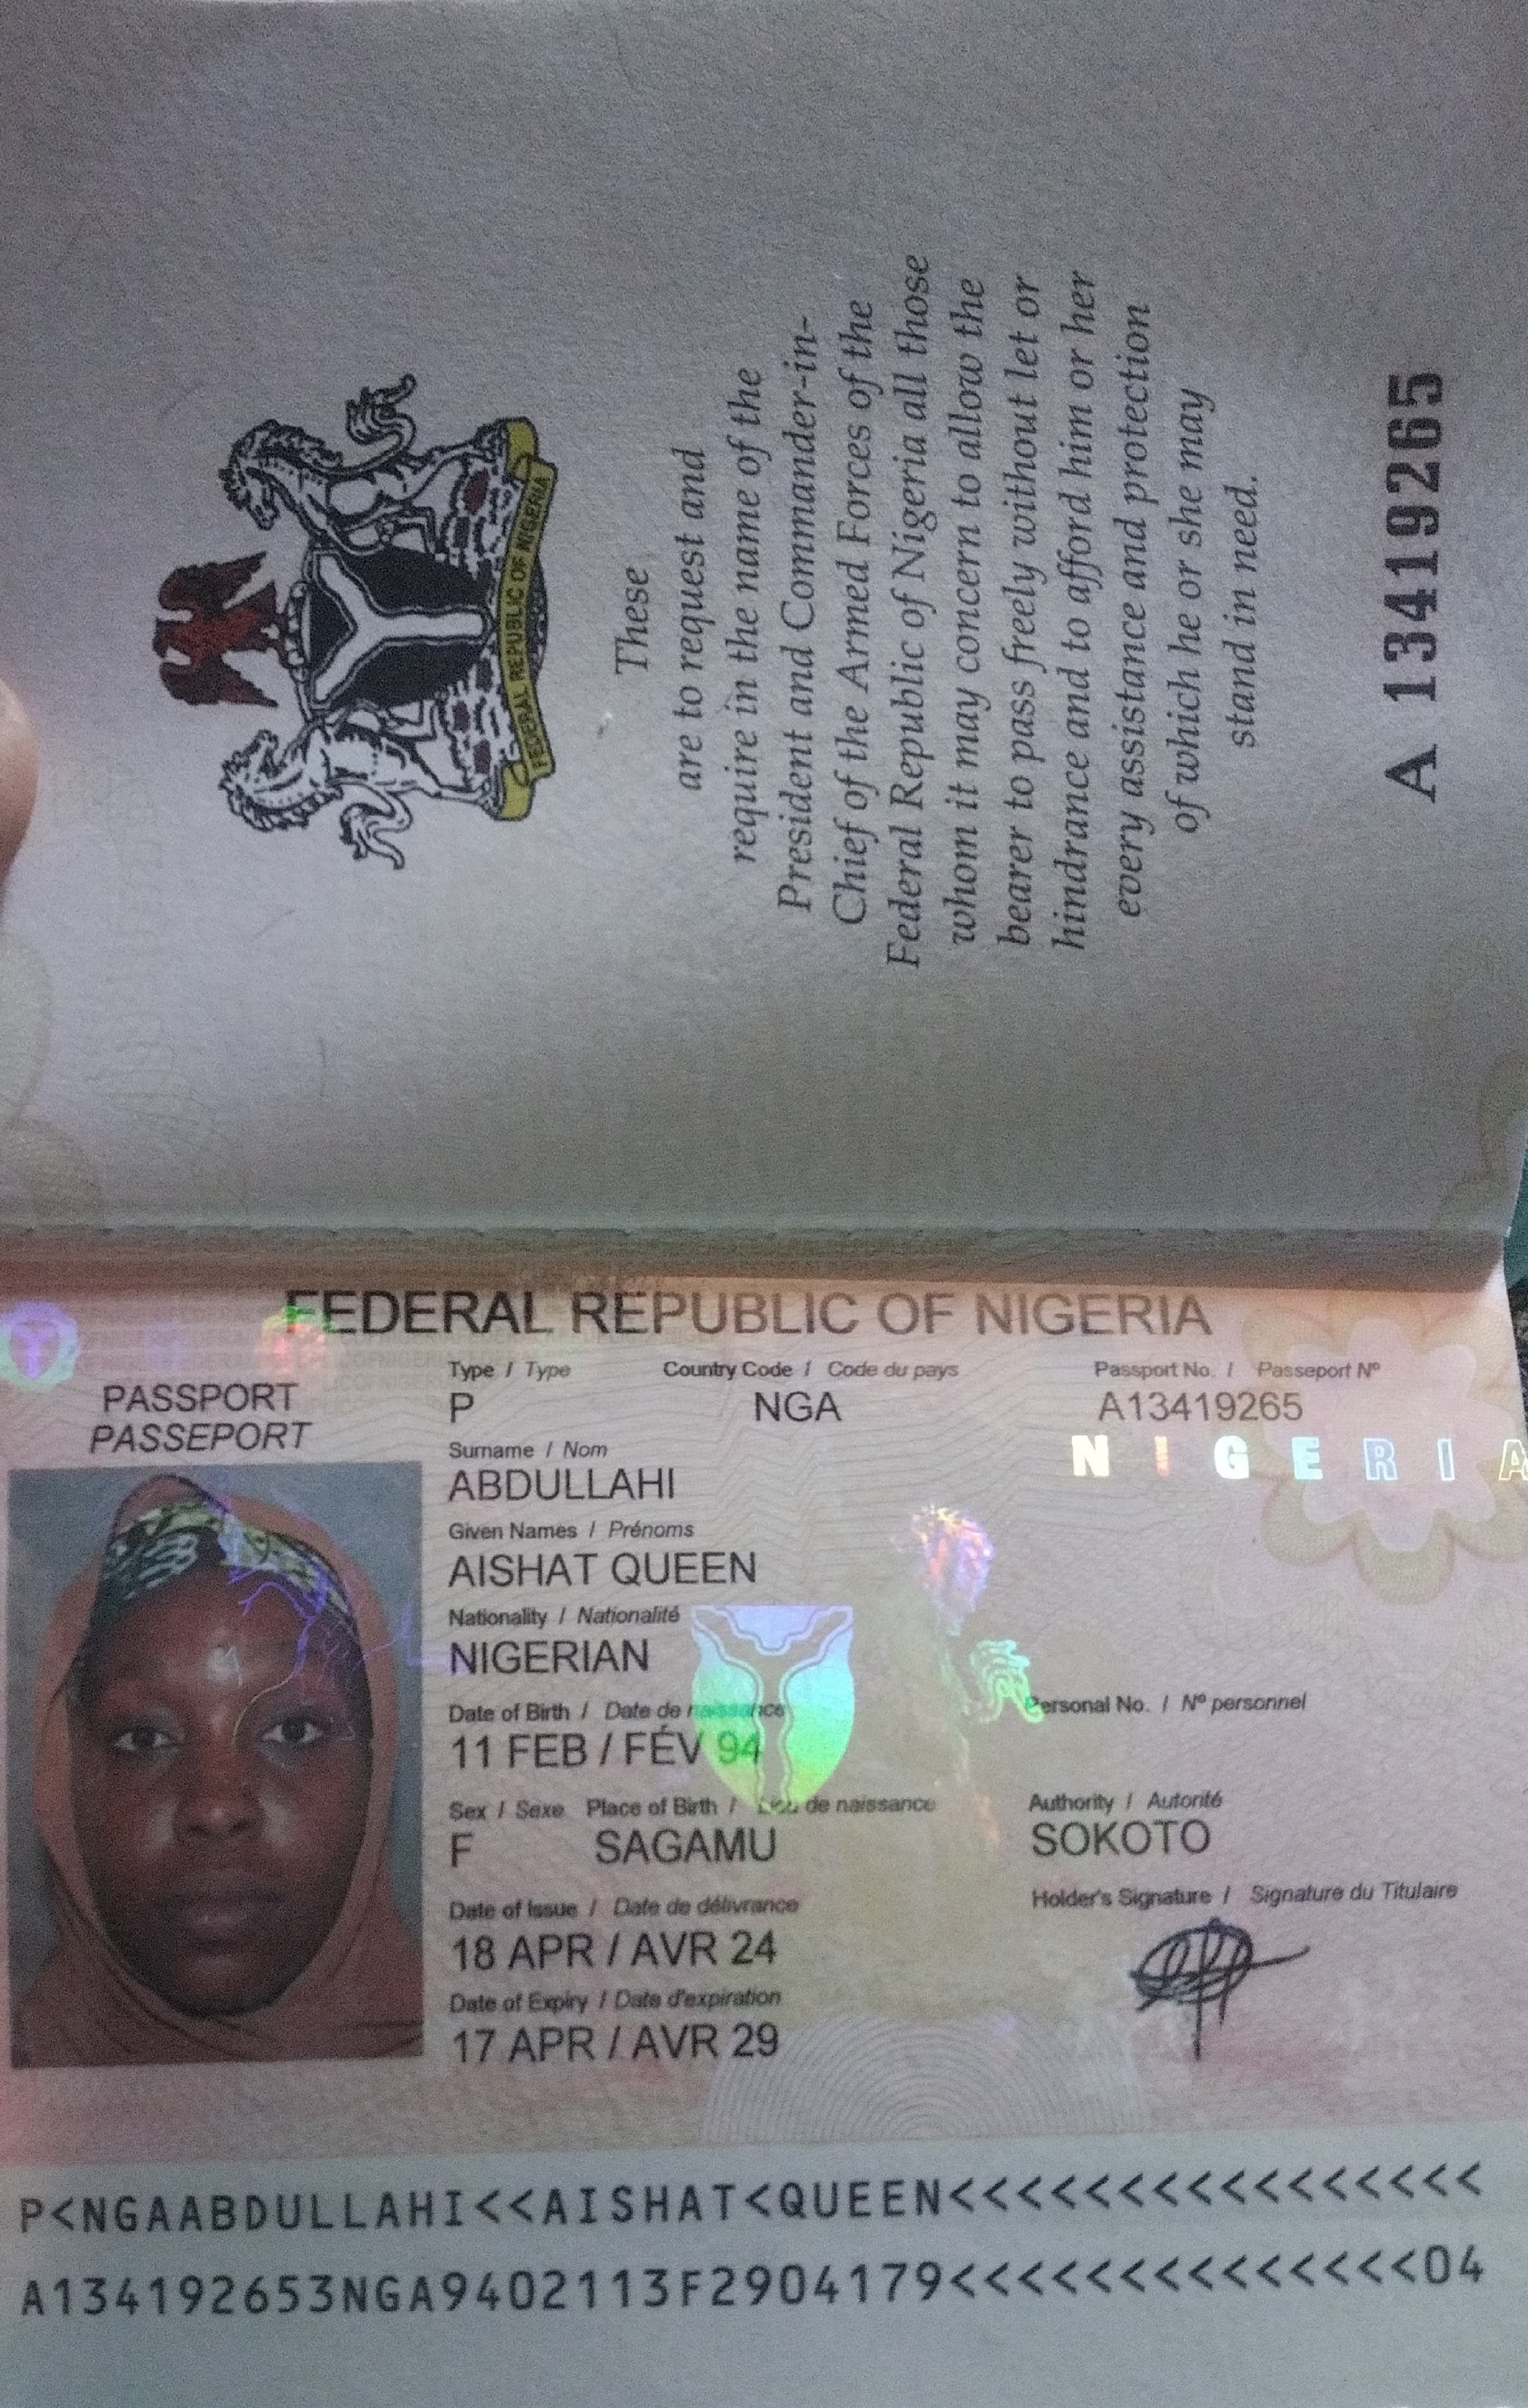 FEDERAL REPUBLIC OF NIGERIA
These
are to request and
require in the name of the
President and Commander-in-
Chief of the Armed Forces of the
Federal Republic of Nigeria all those
whom it may concern to allow the
bearer to pass freely without let or
hindrance and to afford him or her
every assistance and protection
of which he or she may
stand in need.
A 13419265
FEDERAL REPUBLIC OF NIGERIA
PASSPORT
PASSEPORT
Type / Type Country Code / Code du pays Passport No. / Passeport Nº
P NGA A13419265
NIGERIA
Surname / Nom
ABDULLAHI
Given Names / Prénoms
AISHAT QUEEN
Nationality / Nationalité
NIGERIAN
Date of Birth / Date de naissance Personal No. / Nº personnel
11 FEB / FÉV 94
Sex / Sexe Place of Birth / Lieu de naissance Authority / Autorité
F SAGAMU SOKOTO
Date of Issue / Date de délivrance Holder's Signature / Signature du Titulaire
18 APR / AVR 24
Date of Expiry / Date d'expiration
17 APR / AVR 29
P<NGAABDULLAHI<<AISHAT<QUEEN<<<<<<<<<<<<<<<<
A134192653NGA9402113F2904179<<<<<<<<<<<<<<04